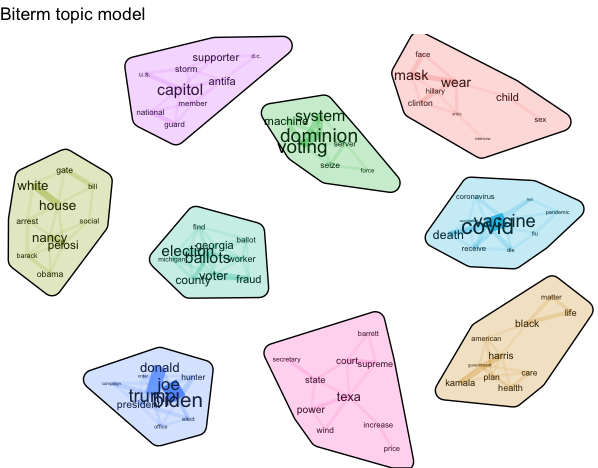 Biterm topic model
supporter
d.c.
storm
u.s.
antifa
capitol
member
national
guard
face
mask
wear
hillary
child
clinton
sex
interview
system
machine
dominion
voting
server
seize
force
gate
white
bill
house
arrest
social
nancy
pelosi
barack
obama
find
georgia
ballot
election
ballots
michigan
worker
voter
county
fraud
coronavirus
pandemic
vaccine
covid
death
flu
receive
die
matter
life
black
american
harris
government
care
kamala
plan
health
donald
hunter
order
joe
campaign
trump
biden
president
elect
office
barrett
secretary
court
supreme
state
texa
power
wind
increase
price